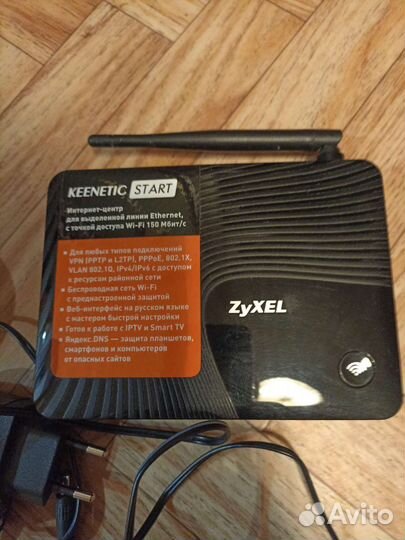 KEENETIC START
Интернет-центр
для выделенной линии Ethernet,
с точкой доступа Wi-Fi 150 Мбит/с
• Для любых типов подключений
VPN (PPTP и L2TP), PPPoE, 802.1X,
VLAN 802.1Q, IPv4/IPv6 с доступом
к ресурсам районной сети
• Беспроводная сеть Wi-Fi
с преднастроенной защитой
• Веб-интерфейс на русском языке
с мастером быстрой настройки
• Готов к работе с IPTV и Smart TV
• Яндекс.DNS — защита планшетов,
смартфонов и компьютеров
от опасных сайтов
ZyXEL
Avito